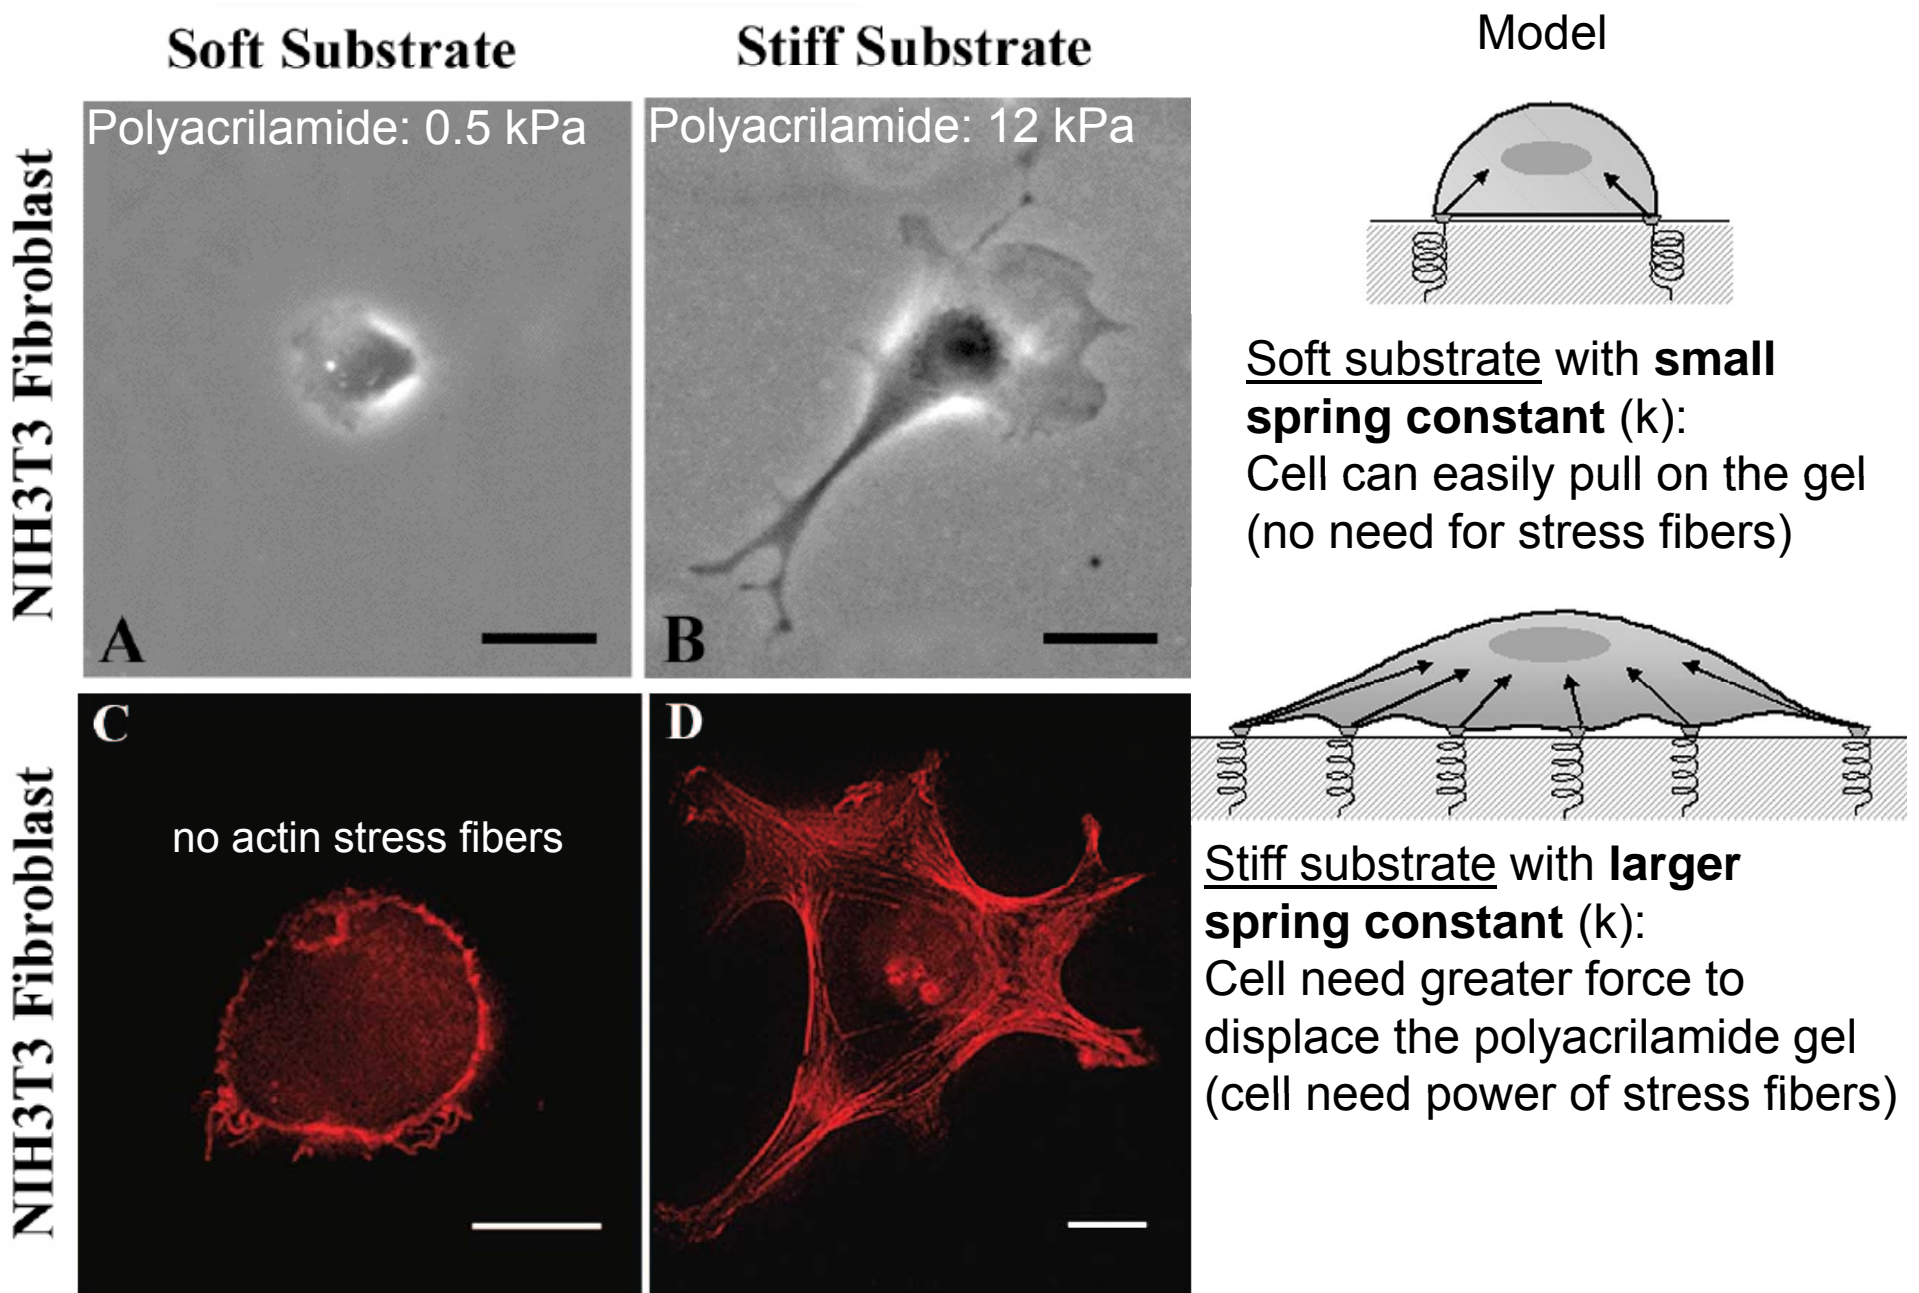 Soft Substrate
Stiff Substrate
Model
NIH3T3 Fibroblast
Polyacrilamide: 0.5 kPa
A
Polyacrilamide: 12 kPa
B
Soft substrate with small
spring constant (k):
Cell can easily pull on the gel
(no need for stress fibers)
NIH3T3 Fibroblast
C
no actin stress fibers
D
Stiff substrate with larger
spring constant (k):
Cell need greater force to
displace the polyacrilamide gel
(cell need power of stress fibers)